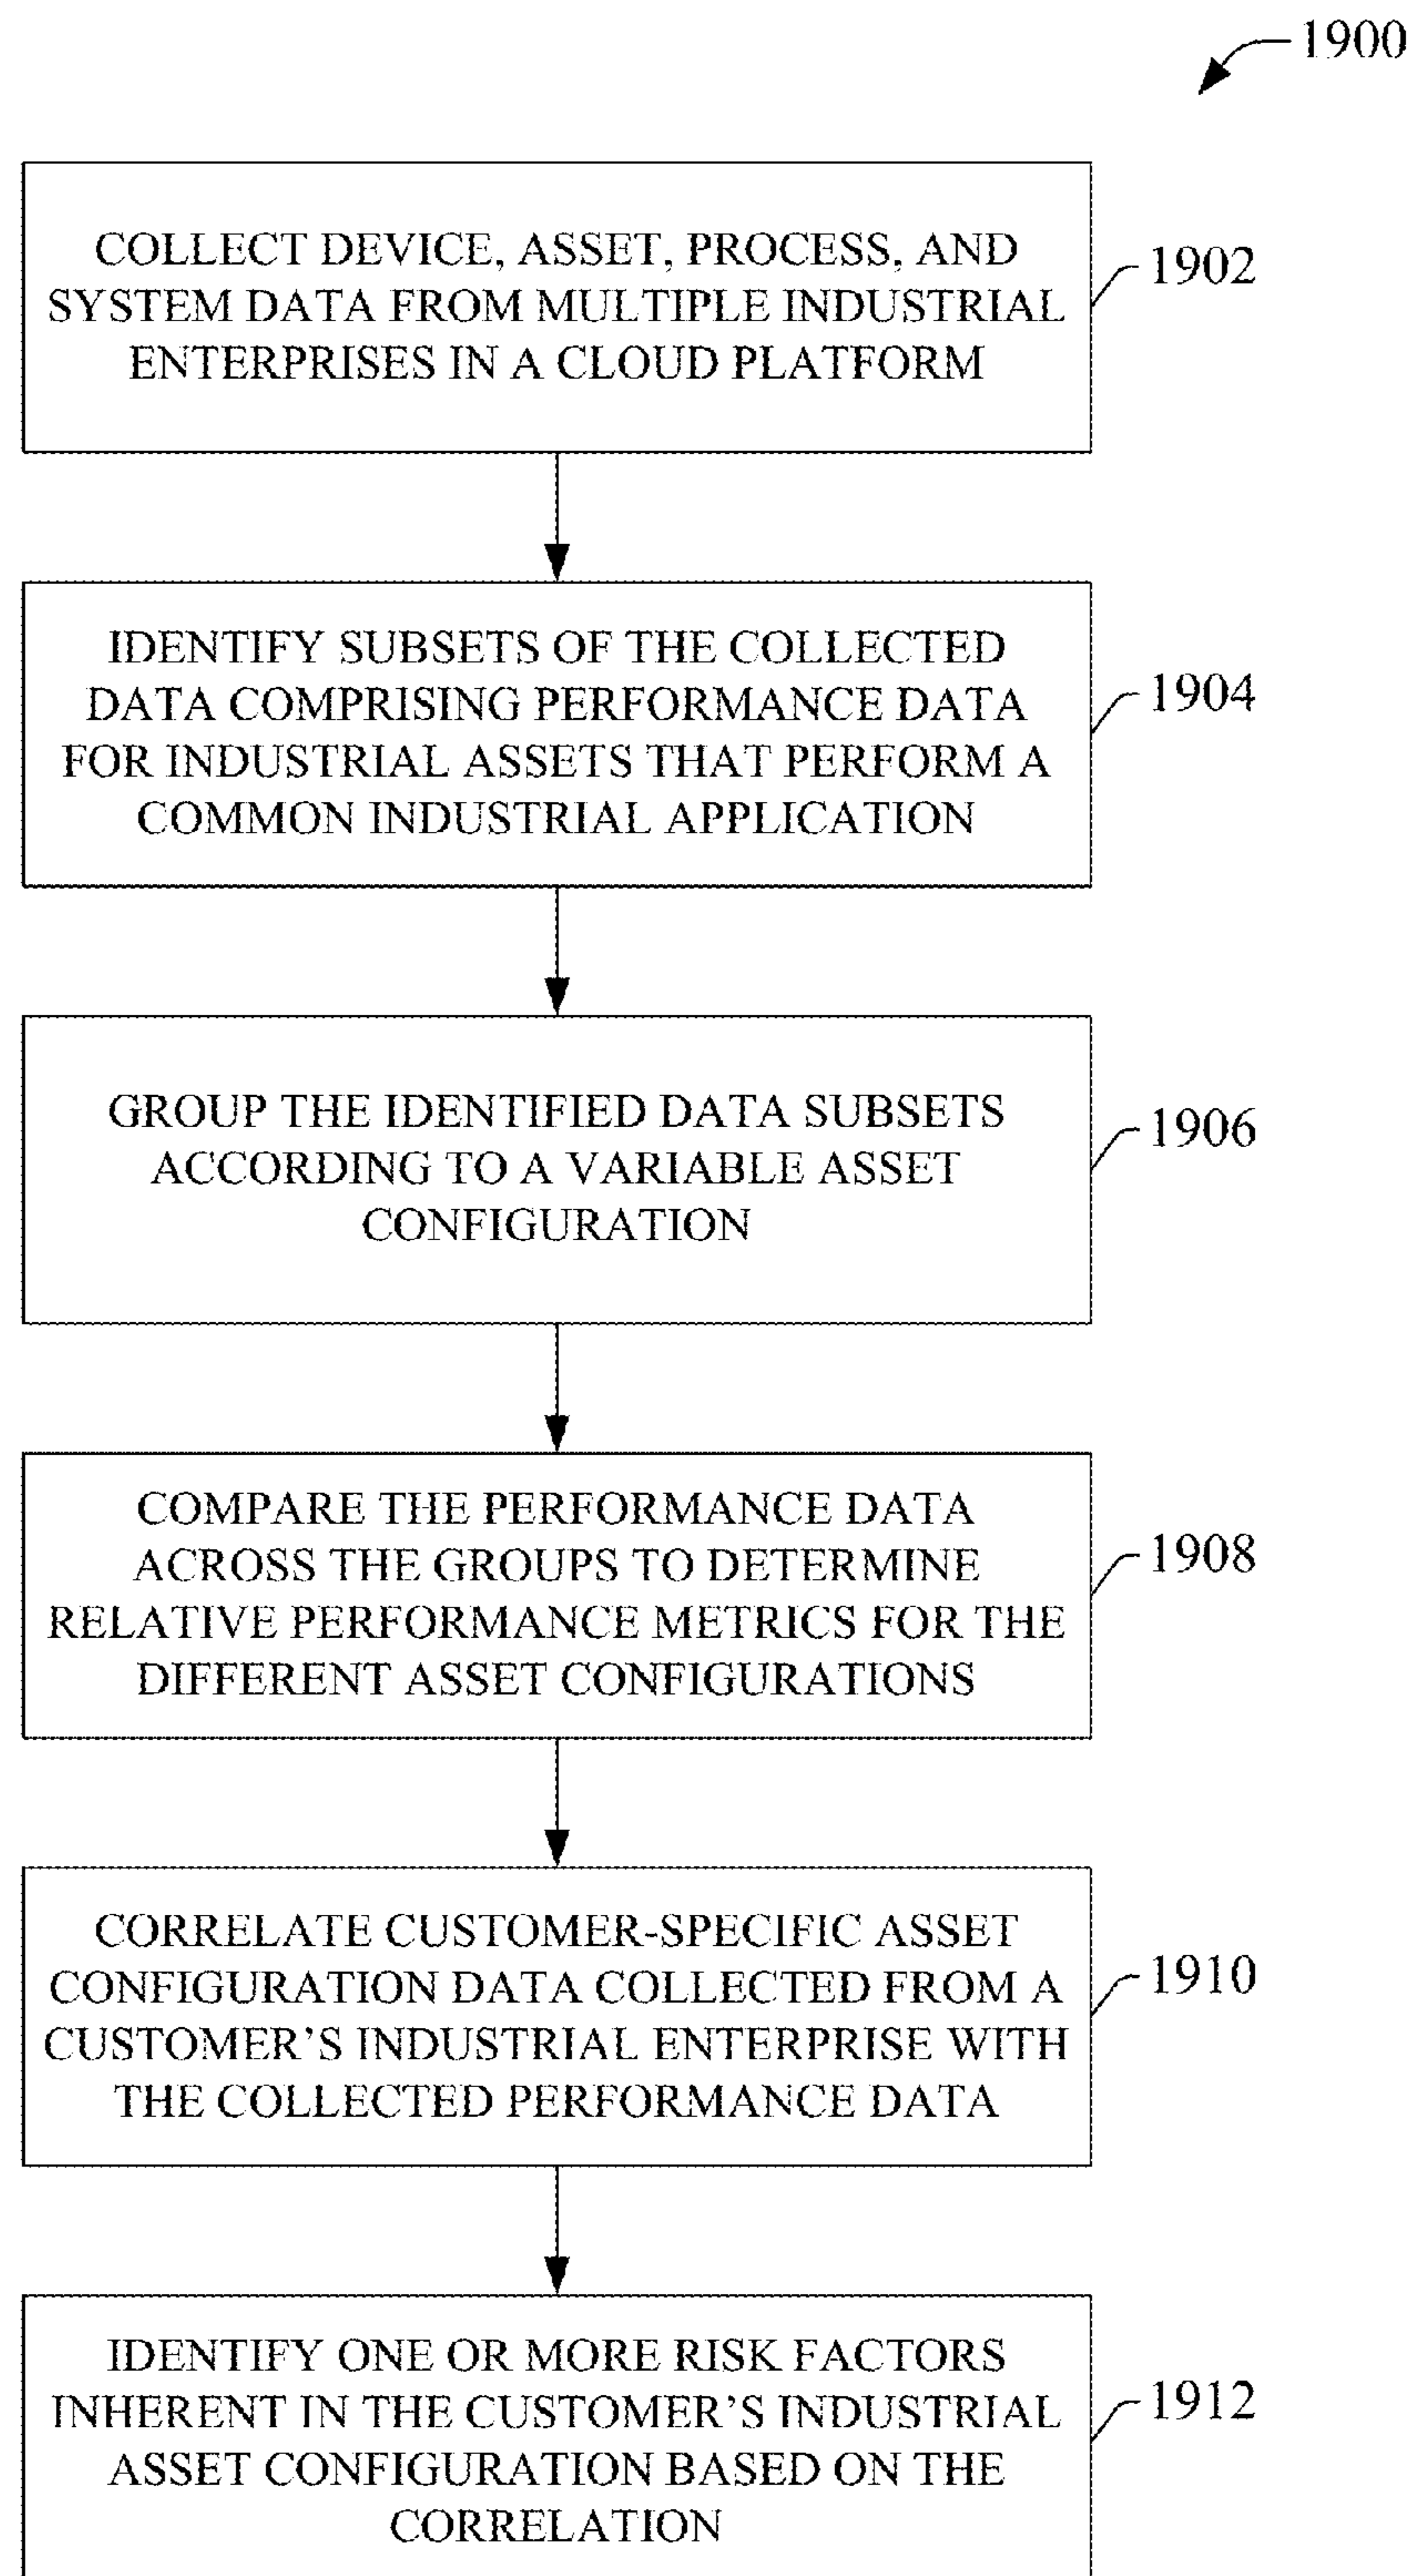 1900
COLLECT DEVICE, ASSET, PROCESS, AND
SYSTEM DATA FROM MULTIPLE INDUSTRIAL
ENTERPRISES IN A CLOUD PLATFORM
1902
IDENTIFY SUBSETS OF THE COLLECTED
DATA COMPRISING PERFORMANCE DATA
FOR INDUSTRIAL ASSETS THAT PERFORM A
COMMON INDUSTRIAL APPLICATION
1904
GROUP THE IDENTIFIED DATA SUBSETS
ACCORDING TO A VARIABLE ASSET
CONFIGURATION
1906
COMPARE THE PERFORMANCE DATA
ACROSS THE GROUPS TO DETERMINE
RELATIVE PERFORMANCE METRICS FOR THE
DIFFERENT ASSET CONFIGURATIONS
1908
CORRELATE CUSTOMER-SPECIFIC ASSET
CONFIGURATION DATA COLLECTED FROM A
CUSTOMER’S INDUSTRIAL ENTERPRISE WITH
THE COLLECTED PERFORMANCE DATA
1910
IDENTIFY ONE OR MORE RISK FACTORS
INHERENT IN THE CUSTOMER’S INDUSTRIAL
ASSET CONFIGURATION BASED ON THE
CORRELATION
1912